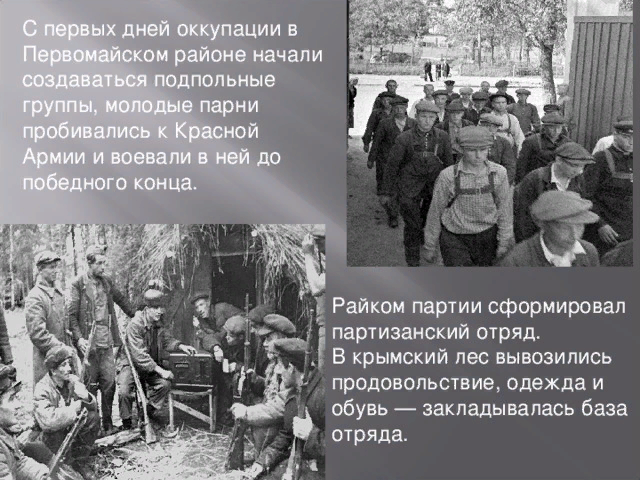 С первых дней оккупации в
Первомайском районе начали
создаваться подпольные
группы, молодые парни
пробивались к Красной
Армии и воевали в ней до
победного конца.
Райком партии сформировал
партизанский отряд.
В крымский лес вывозились
продовольствие, одежда и
обувь — закладывалась база
отряда.